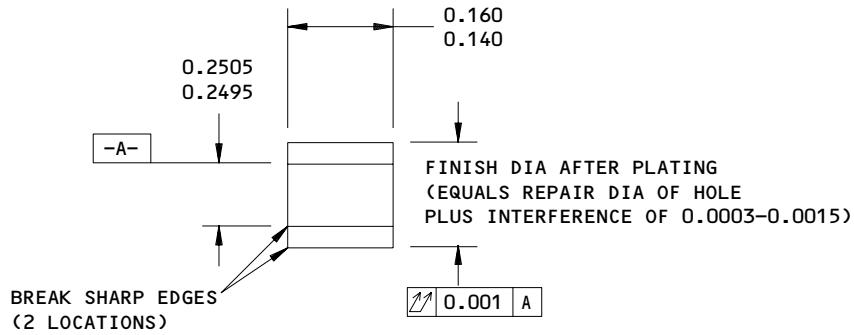 0.160
0.140
0.2505
0.2495
-A-
FINISH DIA AFTER PLATING
(EQUALS REPAIR DIA OF HOLE
PLUS INTERFERENCE OF 0.0003-0.0015)
BREAK SHARP EDGES
(2 LOCATIONS)
0.001 A